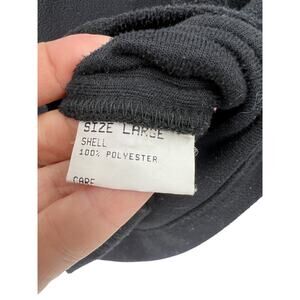 SIZE LARGE
SHELL
100% POLYESTER
CARE